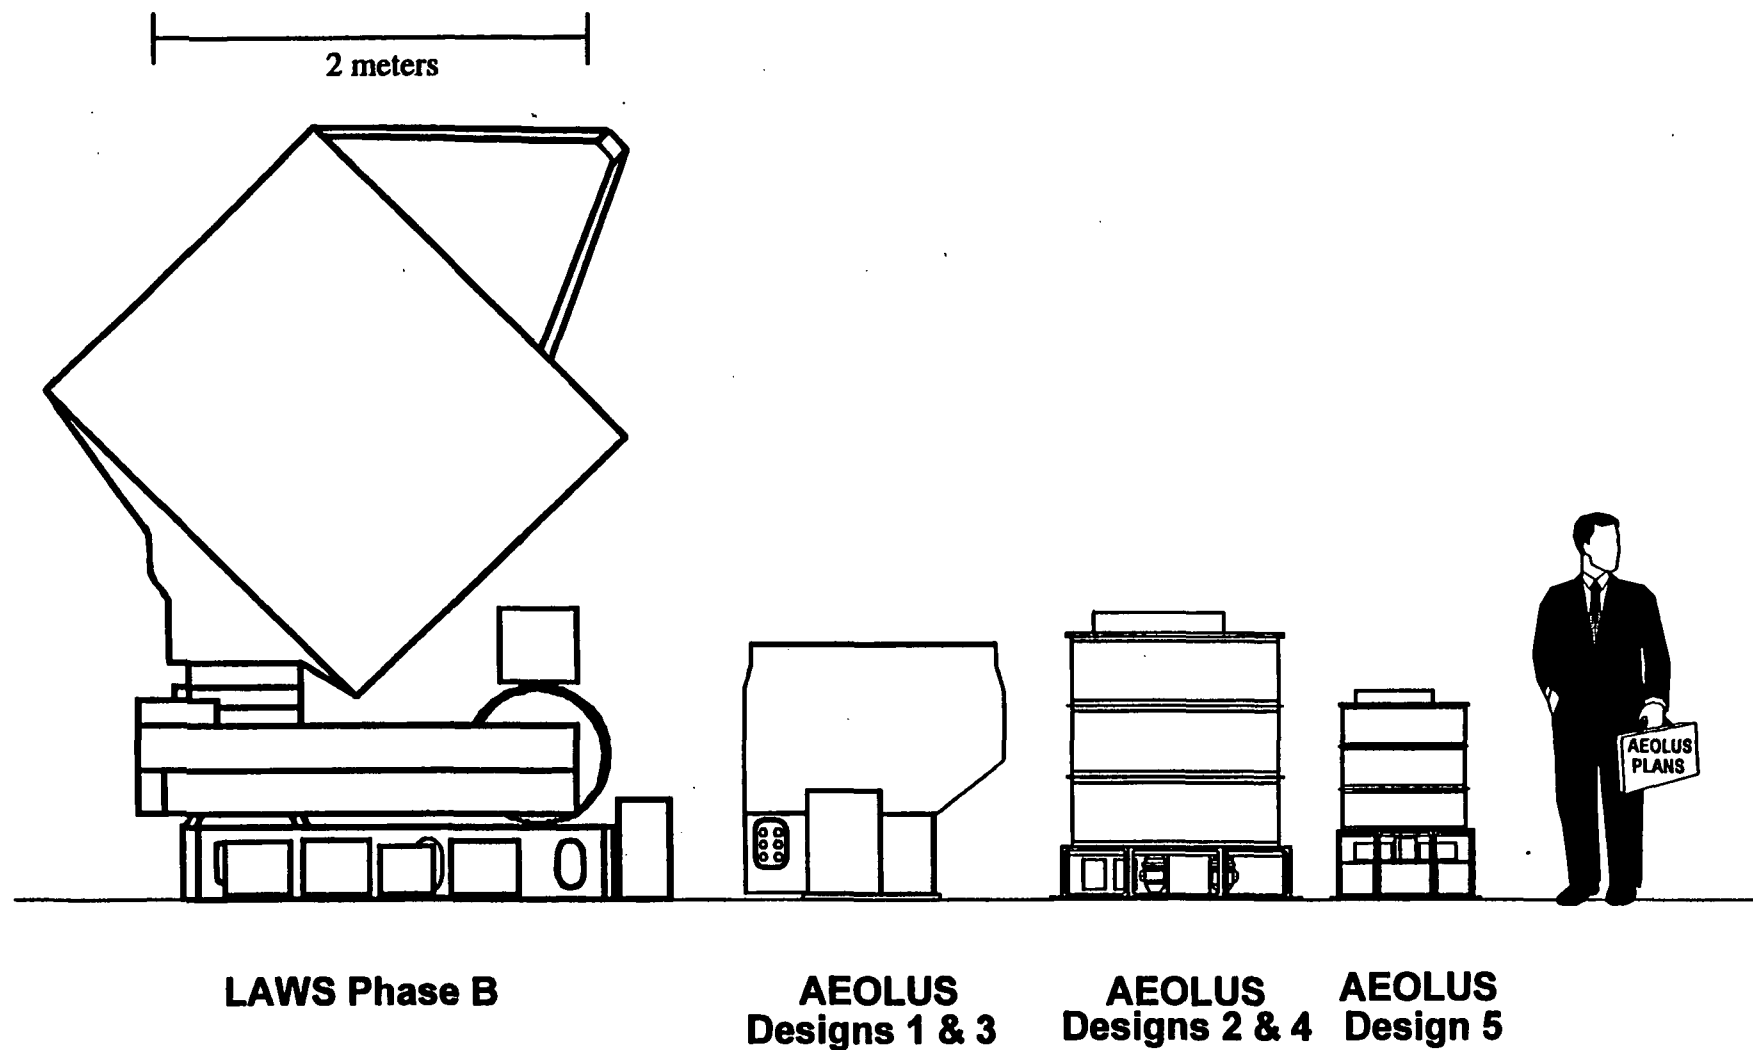 2 meters
AEOLUS
PLANS
LAWS Phase B
AEOLUS
Designs 1 & 3
AEOLUS
Designs 2 & 4
AEOLUS
Design 5